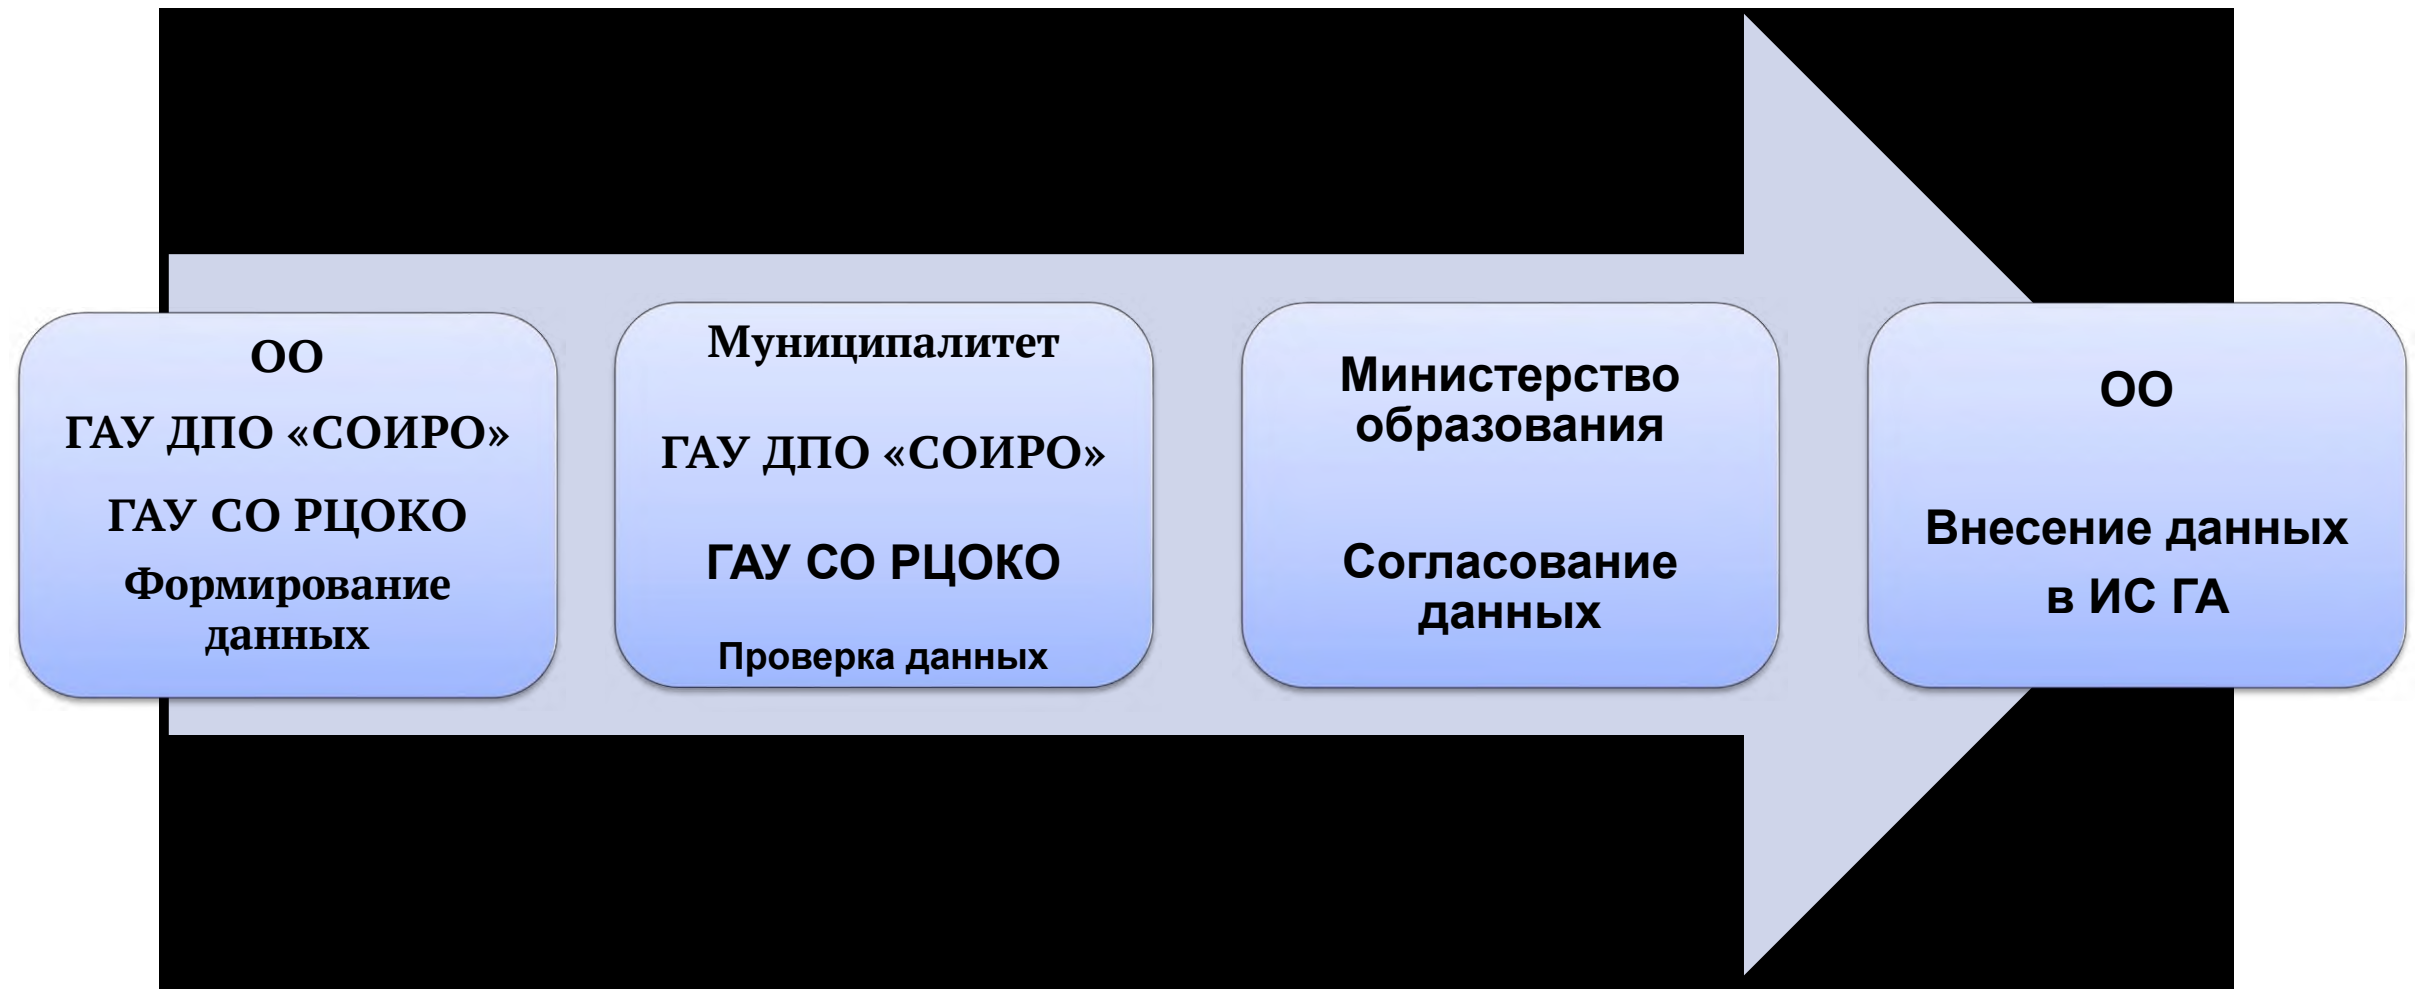 ОО
ГАУ ДПО «СОИРО»
ГАУ СО РЦОКО
Формирование
данных
Муниципалитет
ГАУ ДПО «СОИРО»
ГАУ СО РЦОКО
Проверка данных
Министерство
образования
Согласование
данных
ОО
Внесение данных
в ИС ГА